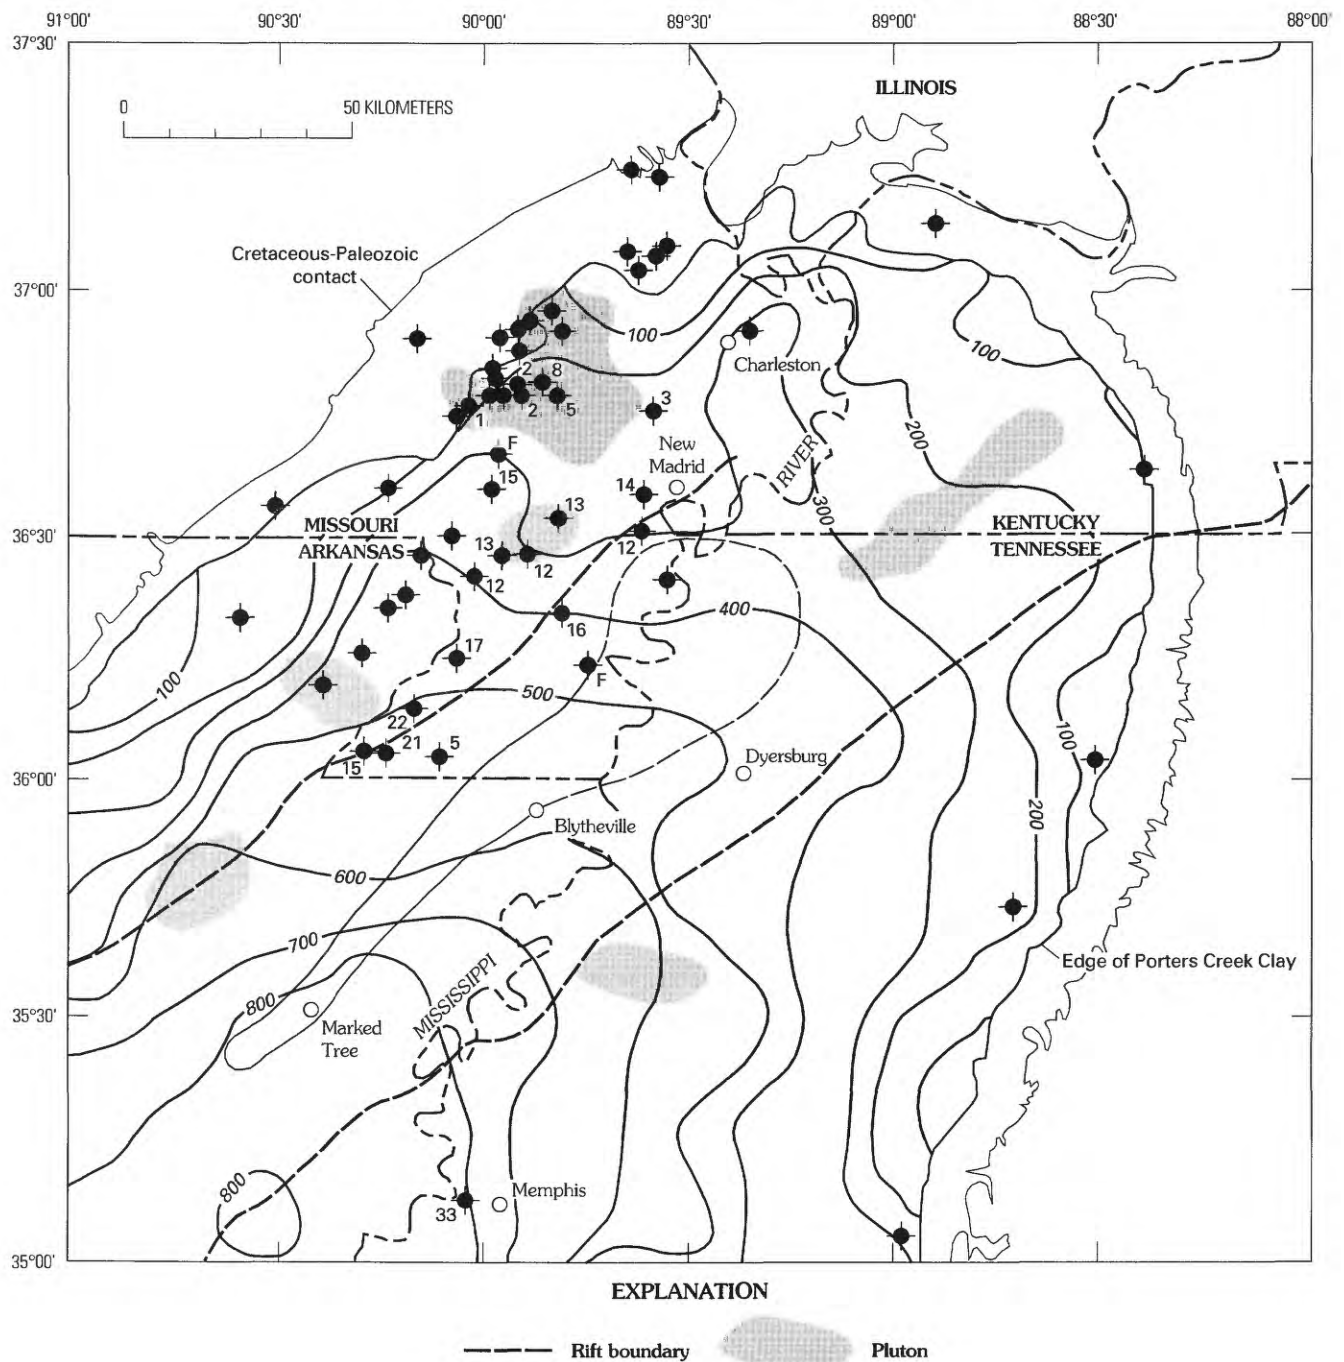 91°00' 90°30' 90°00' 89°30' 89°00' 88°30' 88°00'
37°30'
ILLINOIS
0 50 KILOMETERS
Cretaceous-Paleozoic
contact
37°00'
100
100
Charleston
2 8
3
1 2 5
200
F
New
Madrid
RIVER
15
14
13
300
36°30'
MISSOURI
ARKANSAS
KENTUCKY
TENNESSEE
13 12
12 12
400
16
17
F
100
500
22
100
21 5
15
36°00'
Dyersburg
200
Blytheville
600
700
Edge of Porters Creek Clay
800
MISSISSIPPI
35°30'
Marked
Tree
800
Memphis
33
35°00'
EXPLANATION
Rift boundary Pluton